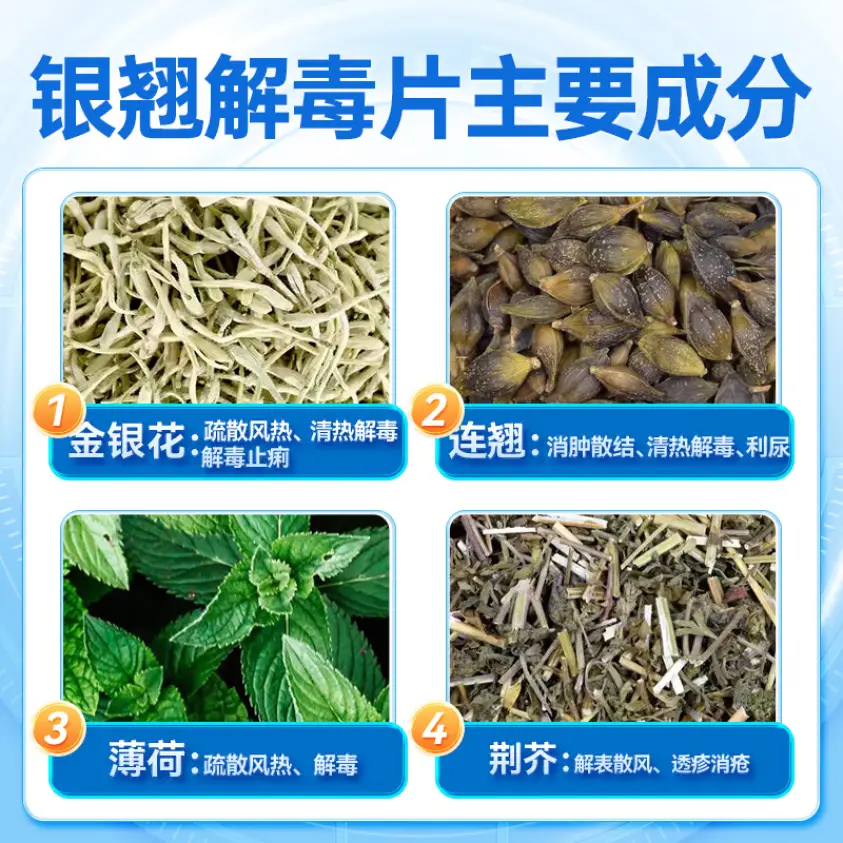 银翘解毒片主要成分
1
金银花：疏散风热、清热解毒
解毒止痢
2
连翘：消肿散结、清热解毒、利尿
3
薄荷：疏散风热、解毒
4
荆芥：解表散风、透疹消疮